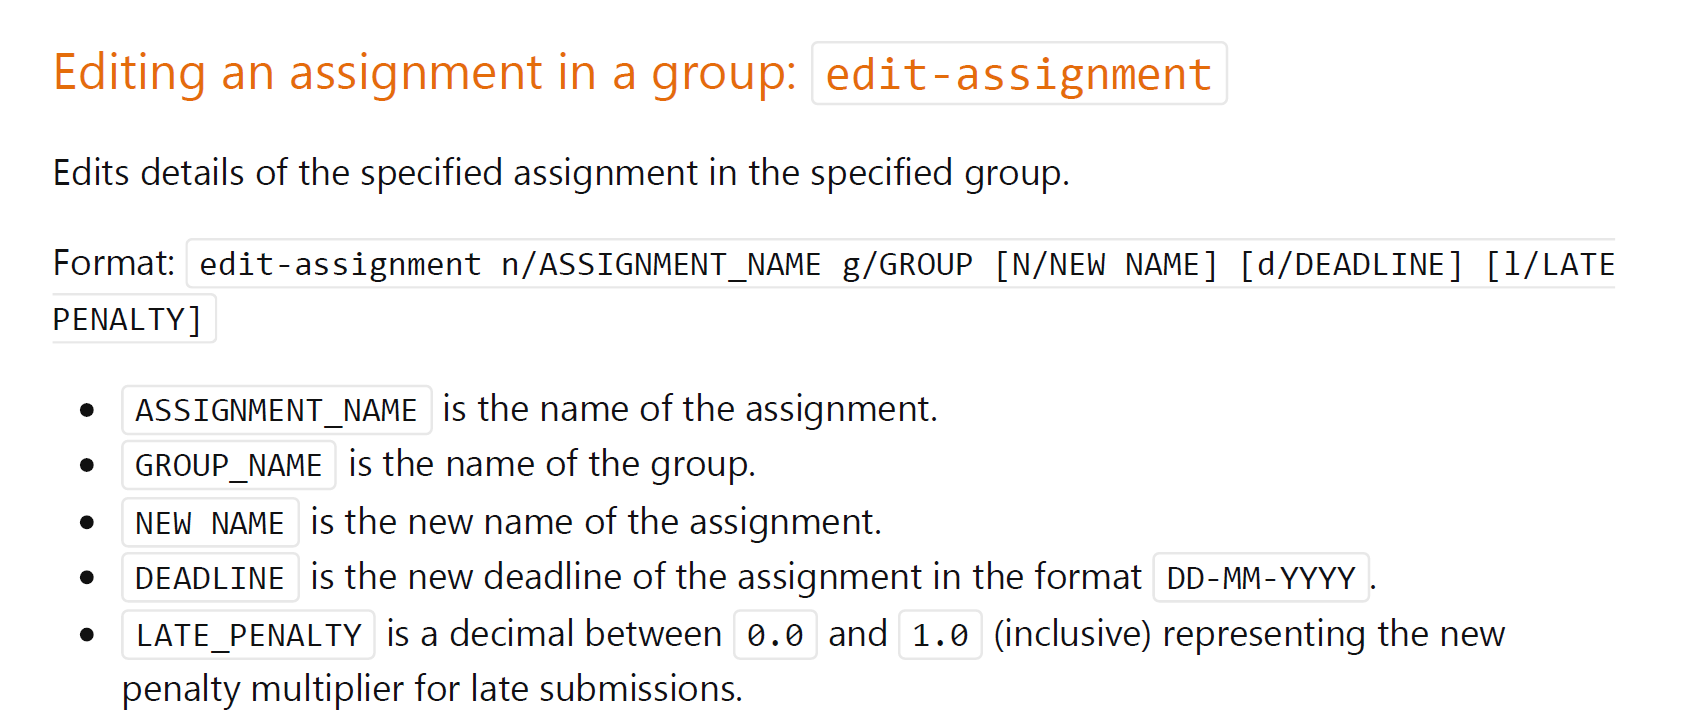 Editing an assignment in a group: edit-assignment
Edits details of the specified assignment in the specified group.
Format: edit-assignment n/ASSIGNMENT_NAME g/GROUP [N/NEW NAME] [d/DEADLINE] [l/LATE
PENALTY]
• ASSIGNMENT_NAME is the name of the assignment.
• GROUP_NAME is the name of the group.
• NEW NAME is the new name of the assignment.
• DEADLINE is the new deadline of the assignment in the format DD-MM-YYYY.
• LATE_PENALTY is a decimal between 0.0 and 1.0 (inclusive) representing the new
penalty multiplier for late submissions.